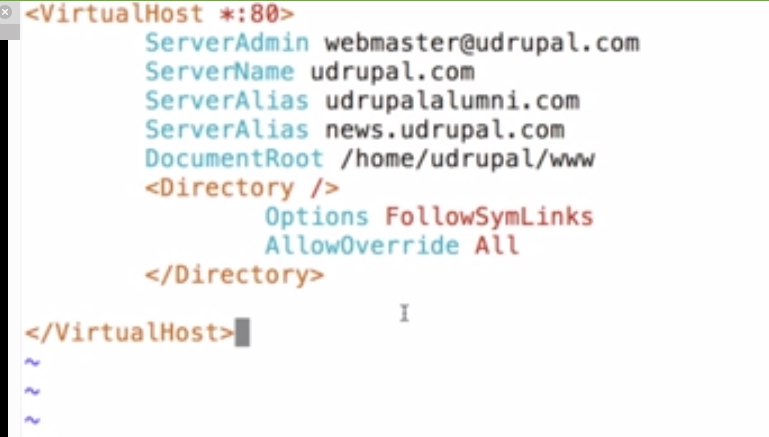 <VirtualHost *:80>
ServerAdmin webmaster@udrupal.com
ServerName udrupal.com
ServerAlias udrupalalumni.com
ServerAlias news.udrupal.com
DocumentRoot /home/udrupal/www
<Directory />
Options FollowSymLinks
AllowOverride All
</Directory>
</VirtualHost>
~
~
~